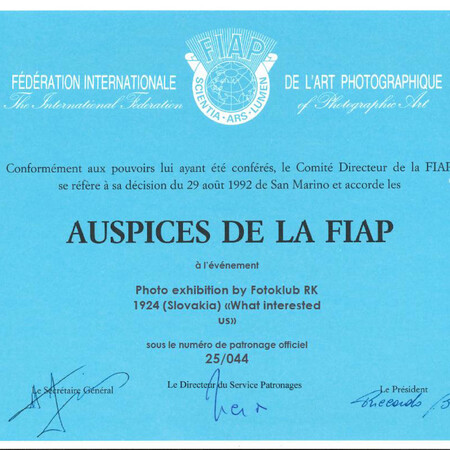 FIAP
FÉDÉRATION INTERNATIONALE DE L'ART PHOTOGRAPHIQUE
The International Federation of Photographic Art
SCIENTIA - ARS - LUMEN
Conformément aux pouvoirs lui ayant été conférés, le Comité Directeur de la FIAP
se réfère à sa décision du 29 août 1992 de San Marino et accorde les
AUSPICES DE LA FIAP
à l'événement
Photo exhibition by Fotoklub RK
1924 (Slovakia) «What interested
us»
sous le numéro de patronage officiel
25/044
Le Secrétaire Général Le Directeur du Service Patronages Le Président
Riccardo